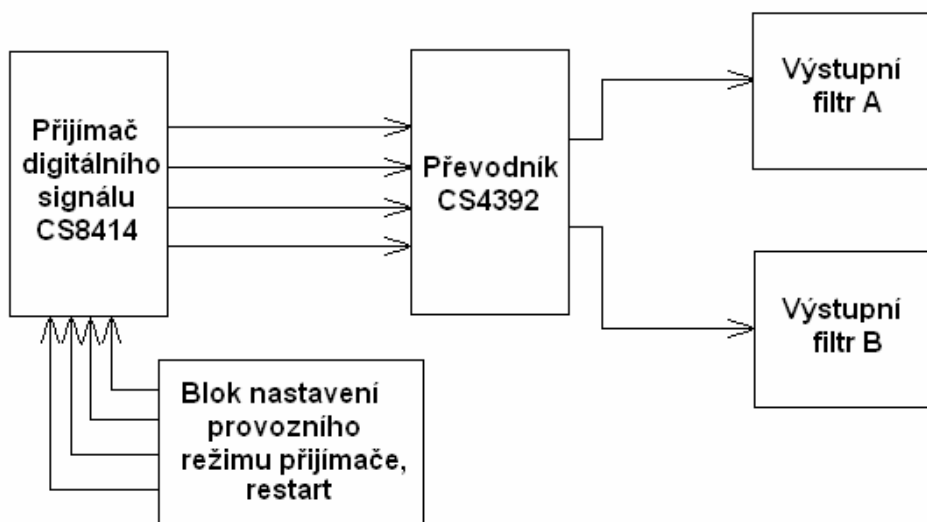 Přijímač
digitálního
signálu
CS8414
Převodník
CS4392
Výstupní
filtr A
Výstupní
filtr B
Blok nastavení
provozního
režimu přijímače,
restart